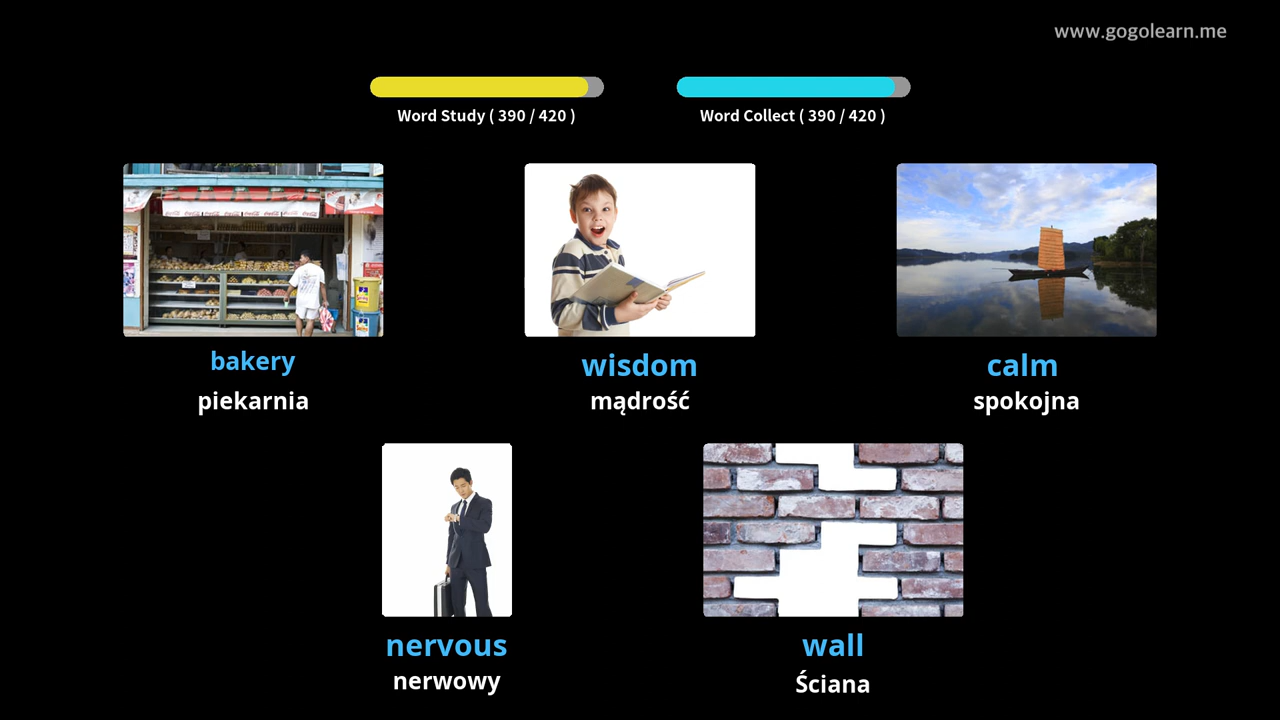 www.gogolearn.me
Word Study ( 390 / 420 )
Word Collect ( 390 / 420 )
bakery
piekarnia
wisdom
mądrość
calm
spokojna
nervous
nerwowy
wall
Ściana